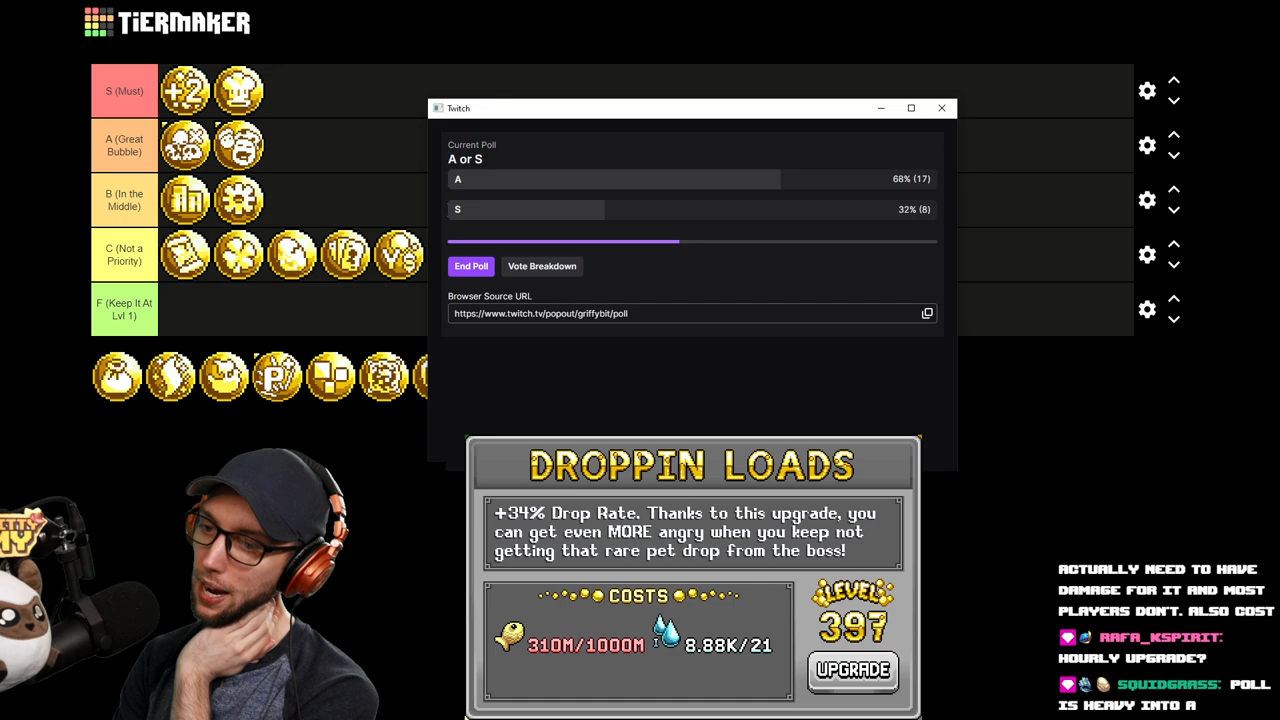 TIERMAKER
S (Must)
A (Great
Bubble)
B (In the
Middle)
C (Not a
Priority)
F (Keep It At
Lvl 1)
+2
P
Twitch
Current Poll
A or S
A 68% (17)
S 32% (8)
End Poll Vote Breakdown
Browser Source URL
https://www.twitch.tv/popout/griffybit/poll
DROPPIN LOADS
+34% Drop Rate. Thanks to this upgrade, you
can get even MORE angry when you keep not
getting that rare pet drop from the boss!
COSTS
310M/1000M 8.88K/21
LEVEL
397
UPGRADE
ACTUALLY NEED TO HAVE
DAMAGE FOR IT AND MOST
PLAYERS DON'T. ALSO COST
RAFA_KSPIRIT:
HOURLY UPGRADE?
SQUIDGRASS: POLL
IS HEAVY INTO A